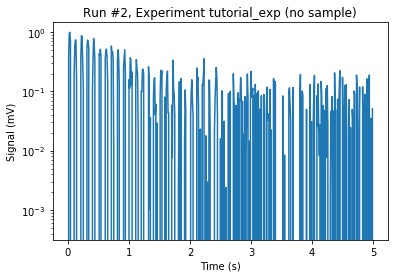 Run #2, Experiment tutorial_exp (no sample)
Signal (mV)
10⁰
10⁻¹
10⁻²
10⁻³
0 1 2 3 4 5
Time (s)